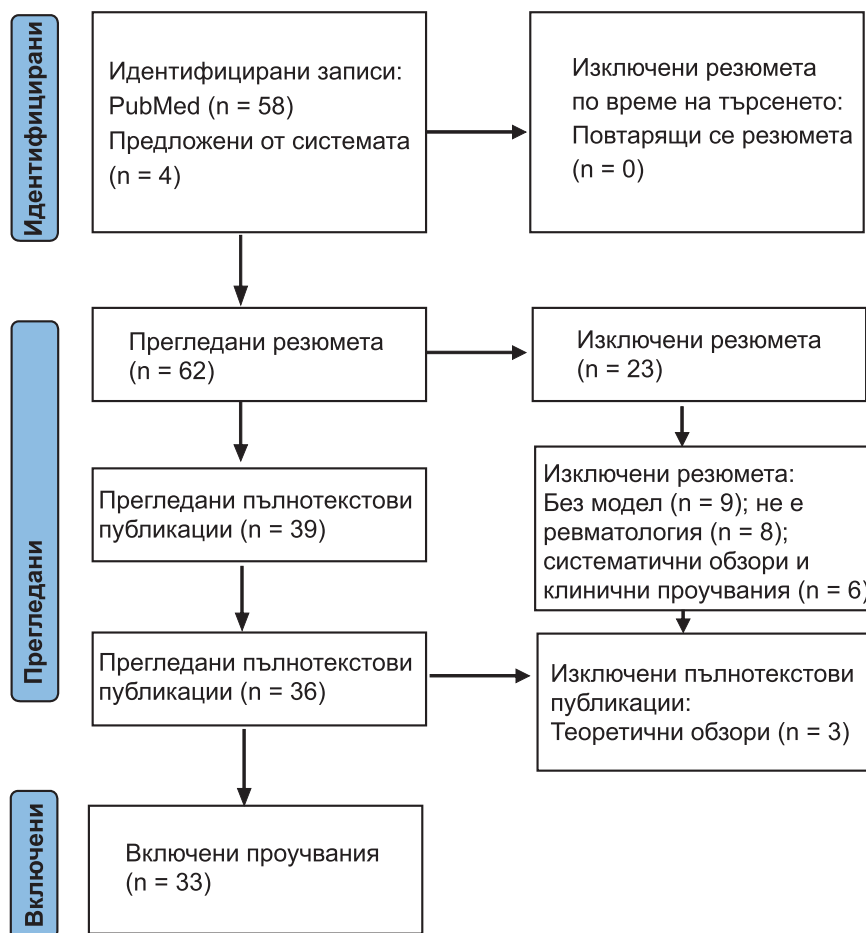 Идентифицирани
Идентифицирани записи:
PubMed (n = 58)
Предложени от системата
(n = 4)
Изключени резюмета
по време на търсенето:
Повтарящи се резюмета
(n = 0)
Прегледани
Прегледани резюмета
(n = 62)
Изключени резюмета
(n = 23)
Прегледани пълнотекстови
публикации (n = 39)
Изключени резюмета:
Без модел (n = 9); не е
ревматология (n = 8);
систематични обзори и
клинични проучвания (n = 6)
Прегледани пълнотекстови
публикации (n = 36)
Изключени пълнотекстови
публикации:
Теоретични обзори (n = 3)
Включени
Включени проучвания
(n = 33)